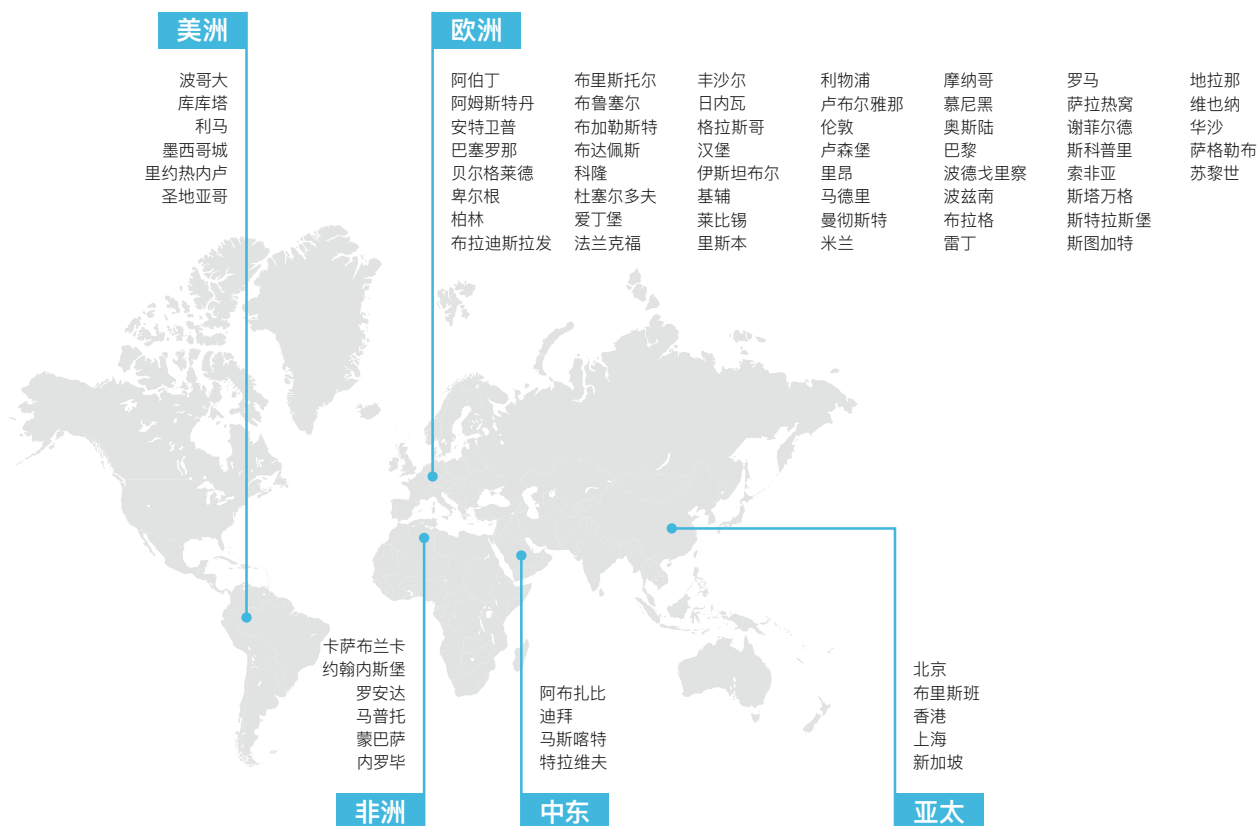 美洲
波哥大
库库塔
利马
墨西哥城
里约热内卢
圣地亚哥
欧洲
阿伯丁
阿姆斯特丹
安特卫普
巴塞罗那
贝尔格莱德
卑尔根
柏林
布拉迪斯拉发
布里斯托尔
布鲁塞尔
布加勒斯特
布达佩斯
科隆
杜塞尔多夫
爱丁堡
法兰克福
丰沙尔
日内瓦
格拉斯哥
汉堡
伊斯坦布尔
基辅
莱比锡
里斯本
利物浦
卢布尔雅那
伦敦
卢森堡
里昂
马德里
曼彻斯特
米兰
摩纳哥
慕尼黑
奥斯陆
巴黎
波德戈里察
波兹南
布拉格
雷丁
罗马
萨拉热窝
谢菲尔德
斯科普里
索非亚
斯塔万格
斯特拉斯堡
斯图加特
地拉那
维也纳
华沙
萨格勒布
苏黎世
卡萨布兰卡
约翰内斯堡
罗安达
马普托
蒙巴萨
内罗毕
非洲
阿布扎比
迪拜
马斯喀特
特拉维夫
中东
北京
布里斯班
香港
上海
新加坡
亚太